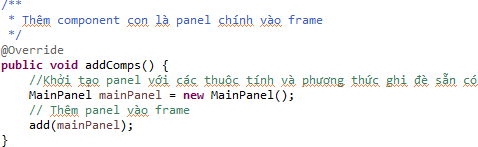 /**
 * Thêm component con là panel chính vào frame
 */
@Override
public void addComps() {
    //Khởi tạo panel với các thuộc tính và phương thức ghi đè sẵn có
    MainPanel mainPanel = new MainPanel();
    // Thêm panel vào frame
    add(mainPanel);
}